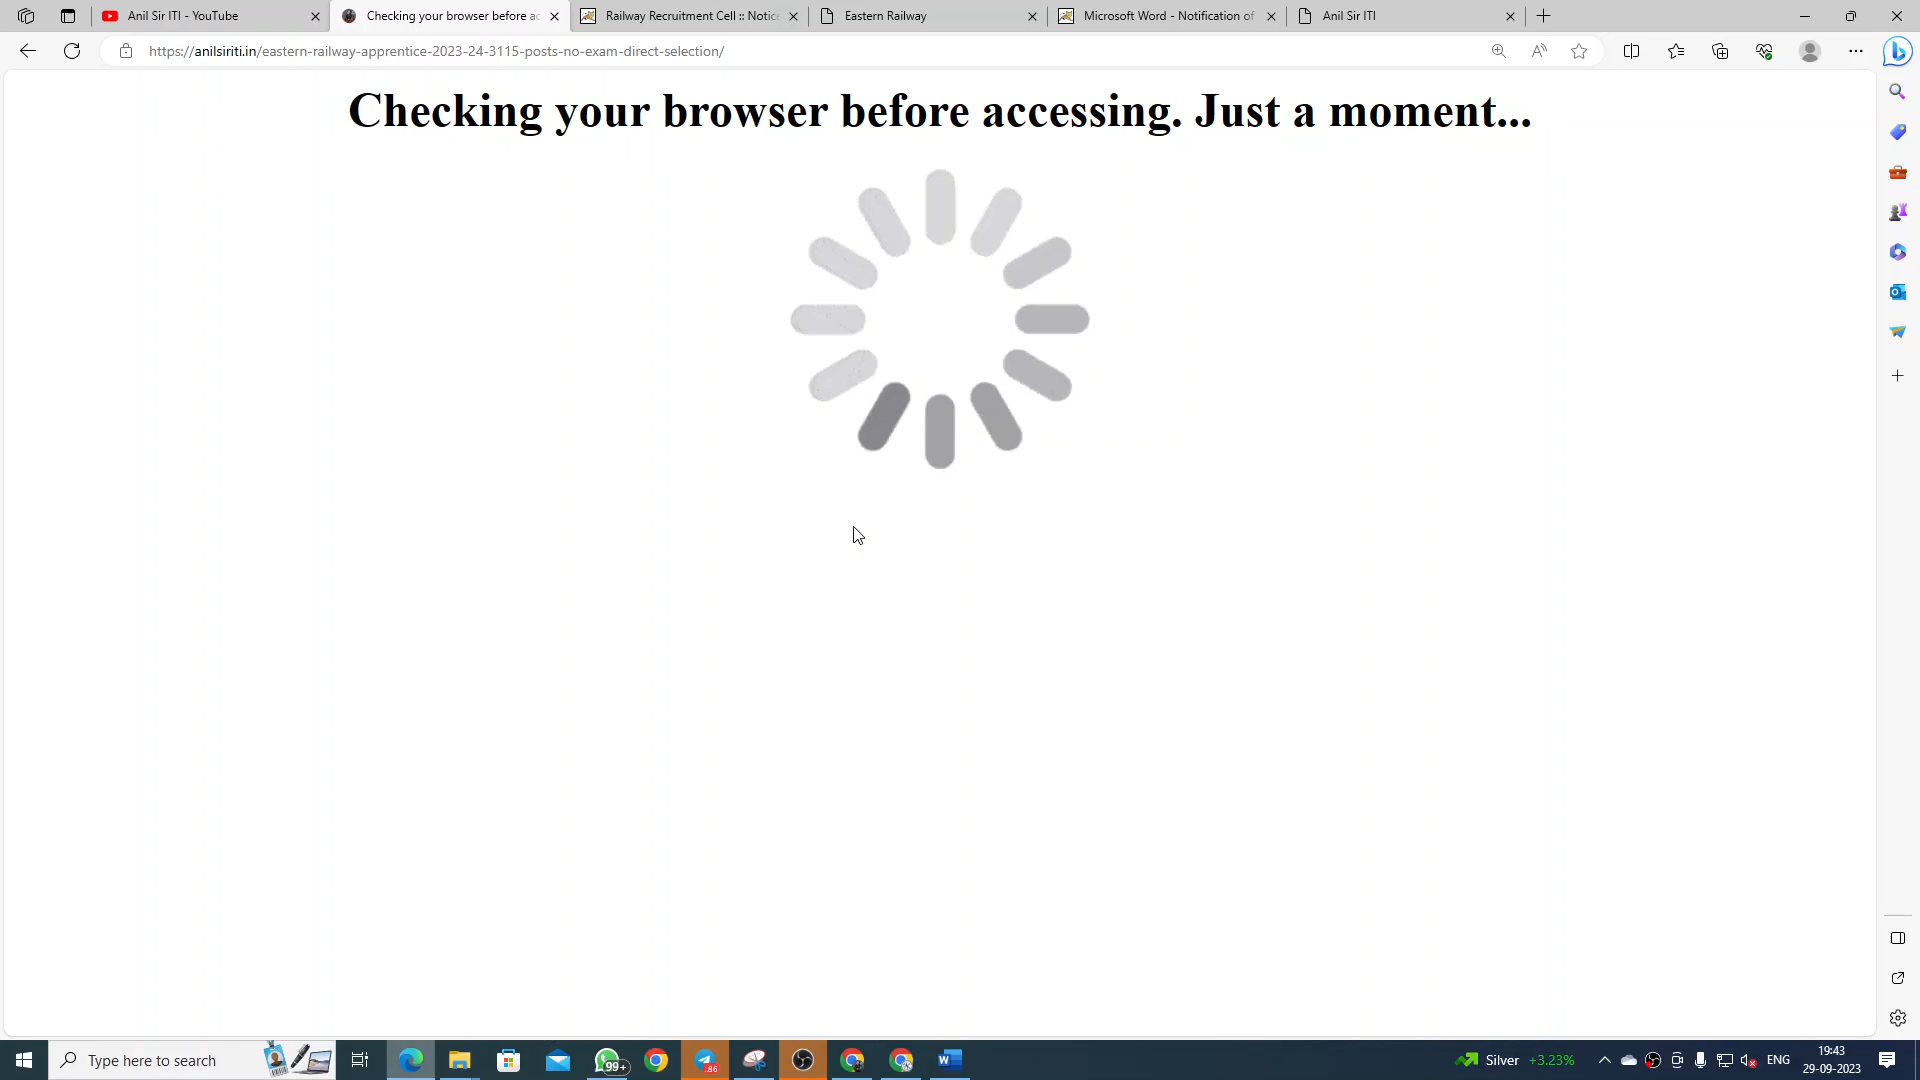 Anil Sir ITI - YouTube
Checking your browser before ac
Railway Recruitment Cell :: Notic
Eastern Railway
Microsoft Word - Notification of
Anil Sir ITI
https://anilsiriti.in/eastern-railway-apprentice-2023-24-3115-posts-no-exam-direct-selection/
Checking your browser before accessing. Just a moment...
Type here to search
99+
86
Silver +3.23%
ENG
19:43
29-09-2023